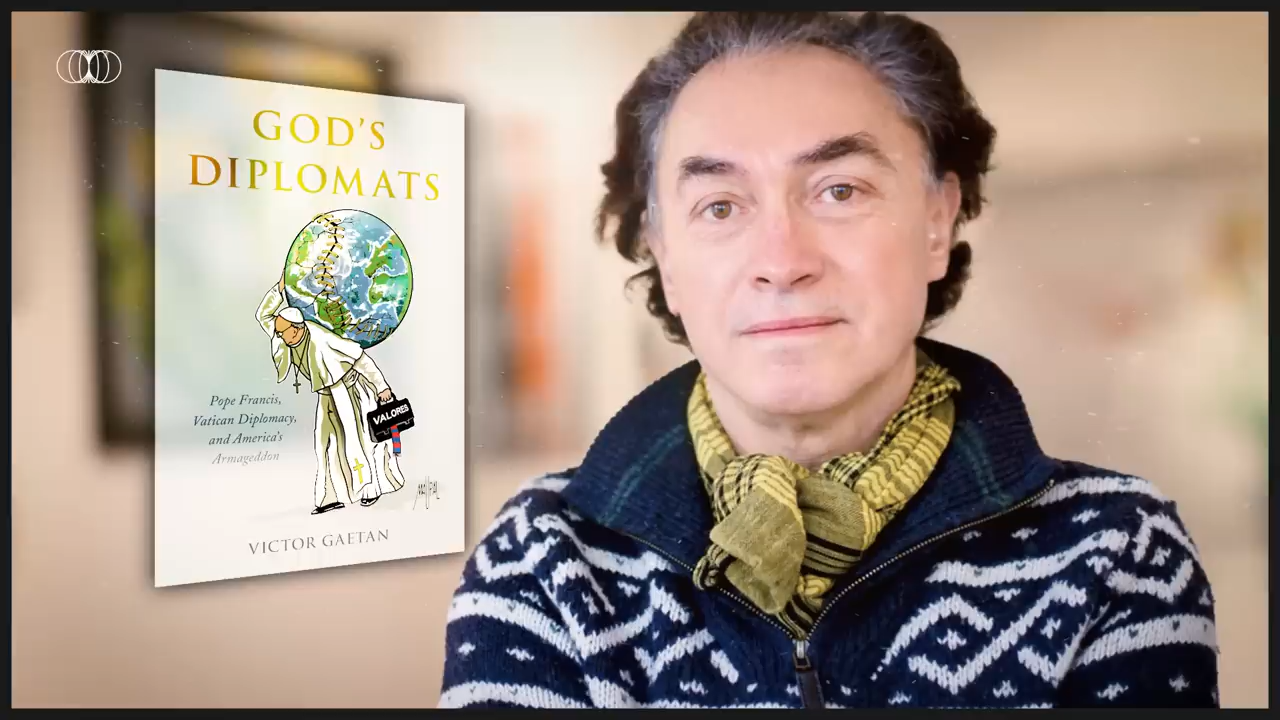 GOD'S
DIPLOMATS
Pope Francis,
Vatican Diplomacy,
and America's
Armageddon
VALORES
VICTOR GAETAN